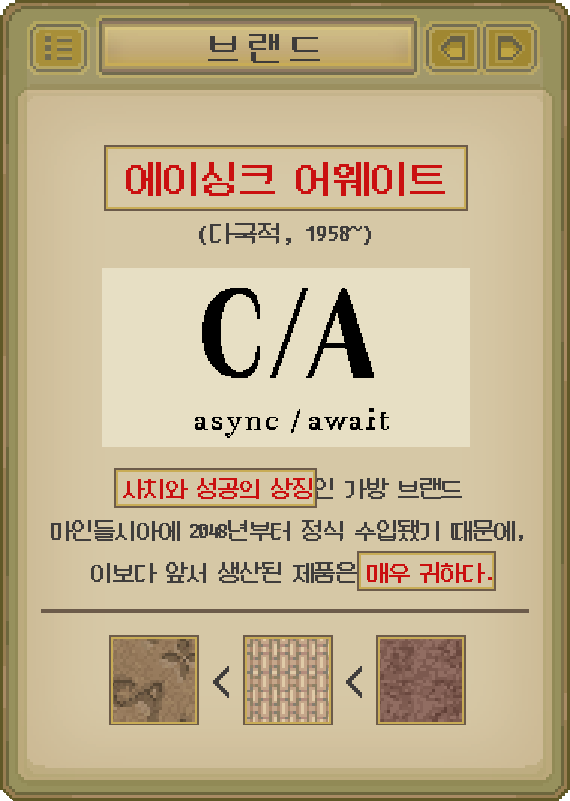 브랜드
에이싱크 어웨이트
(다국적, 1958~)
C/A
async / await
사치와 성공의 상징인 가방 브랜드
마인들시아에 2048년부터 정식 수입됐기 때문에,
이보다 앞서 생산된 제품은 매우 귀하다.
< <